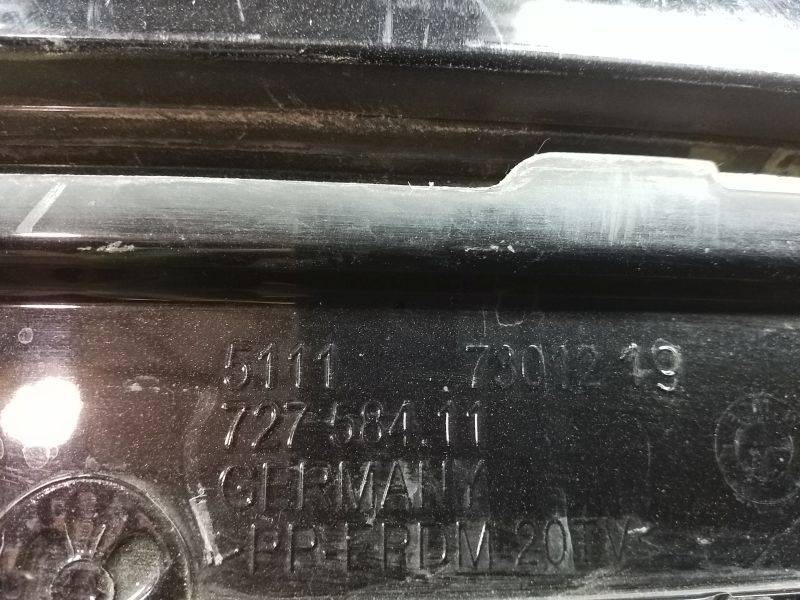 5111 7301219
727 584.11
GERMANY
>PP+EPDM-20TV<